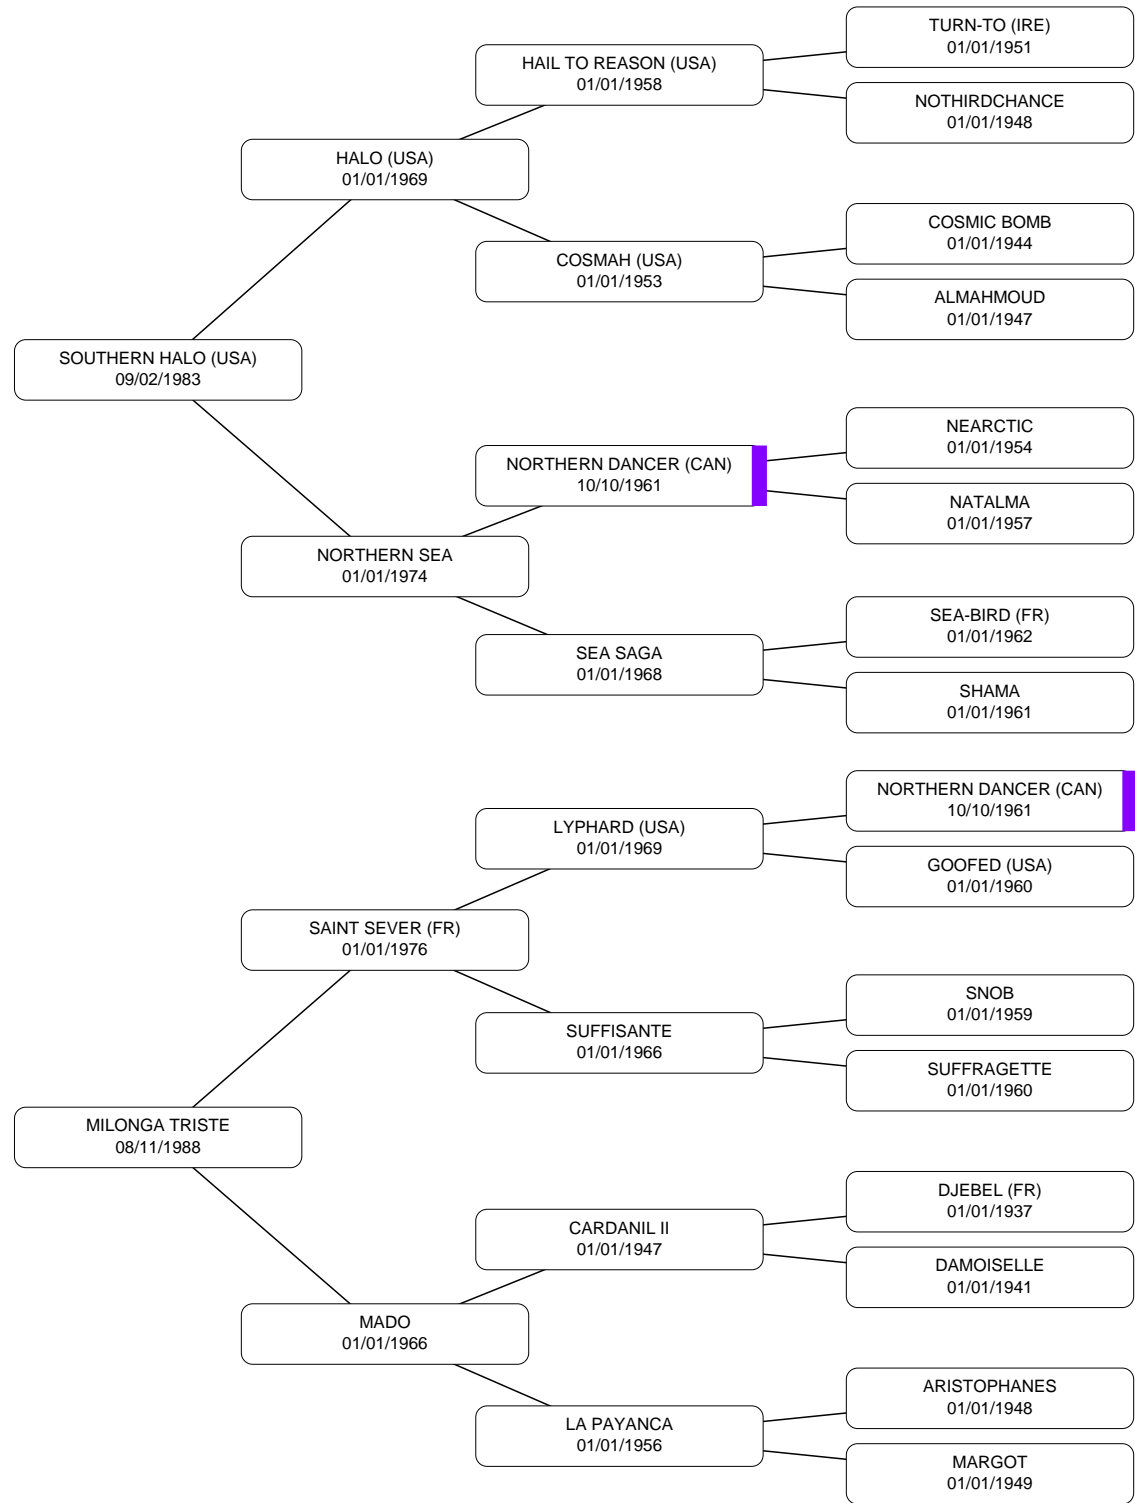 TURN-TO (IRE)
01/01/1951
HAIL TO REASON (USA)
01/01/1958
NOTHIRDCHANCE
01/01/1948
HALO (USA)
01/01/1969
COSMIC BOMB
01/01/1944
COSMAH (USA)
01/01/1953
ALMAHMOUD
01/01/1947
SOUTHERN HALO (USA)
09/02/1983
NEARCTIC
01/01/1954
NORTHERN DANCER (CAN)
10/10/1961
NATALMA
01/01/1957
NORTHERN SEA
01/01/1974
SEA-BIRD (FR)
01/01/1962
SEA SAGA
01/01/1968
SHAMA
01/01/1961
NORTHERN DANCER (CAN)
10/10/1961
LYPHARD (USA)
01/01/1969
GOOFED (USA)
01/01/1960
SAINT SEVER (FR)
01/01/1976
SNOB
01/01/1959
SUFFISANTE
01/01/1966
SUFFRAGETTE
01/01/1960
MILONGA TRISTE
08/11/1988
DJEBEL (FR)
01/01/1937
CARDANIL II
01/01/1947
DAMOISELLE
01/01/1941
MADO
01/01/1966
ARISTOPHANES
01/01/1948
LA PAYANCA
01/01/1956
MARGOT
01/01/1949